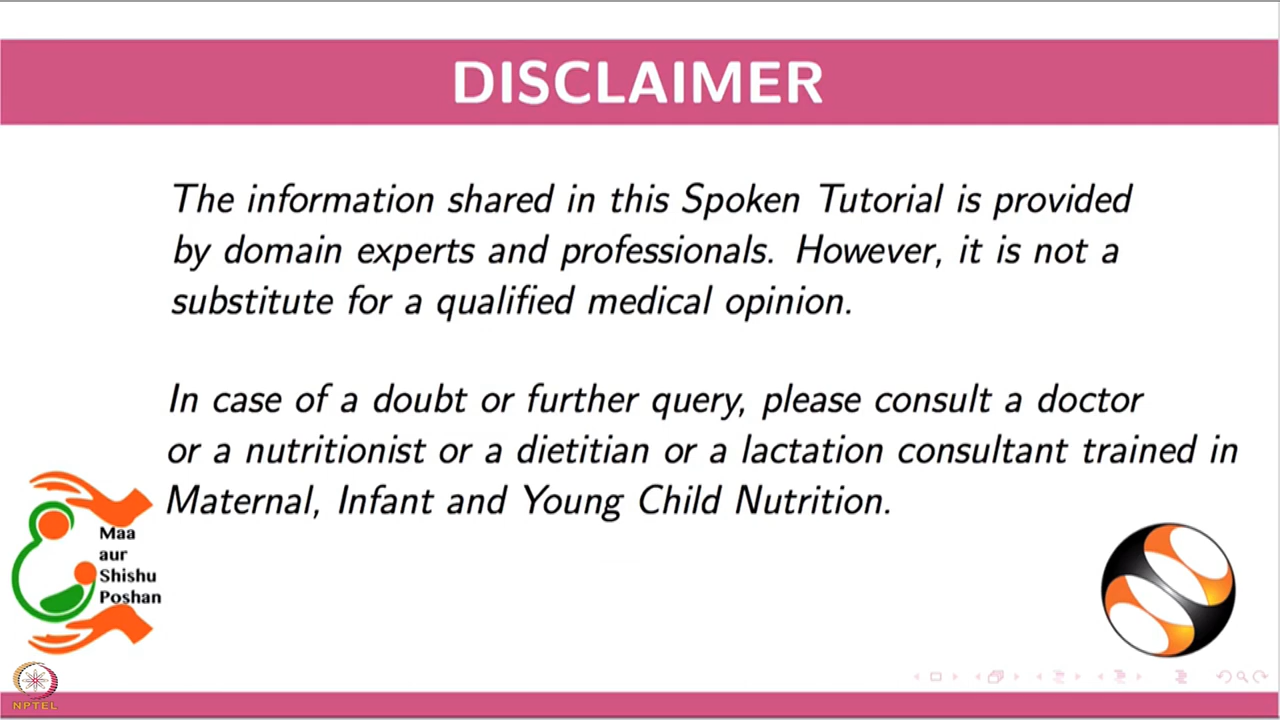 DISCLAIMER
The information shared in this Spoken Tutorial is provided
by domain experts and professionals. However, it is not a
substitute for a qualified medical opinion.
In case of a doubt or further query, please consult a doctor
or a nutritionist or a dietitian or a lactation consultant trained in
Maternal, Infant and Young Child Nutrition.
Maa
aur
Shishu
Poshan
NPTEL